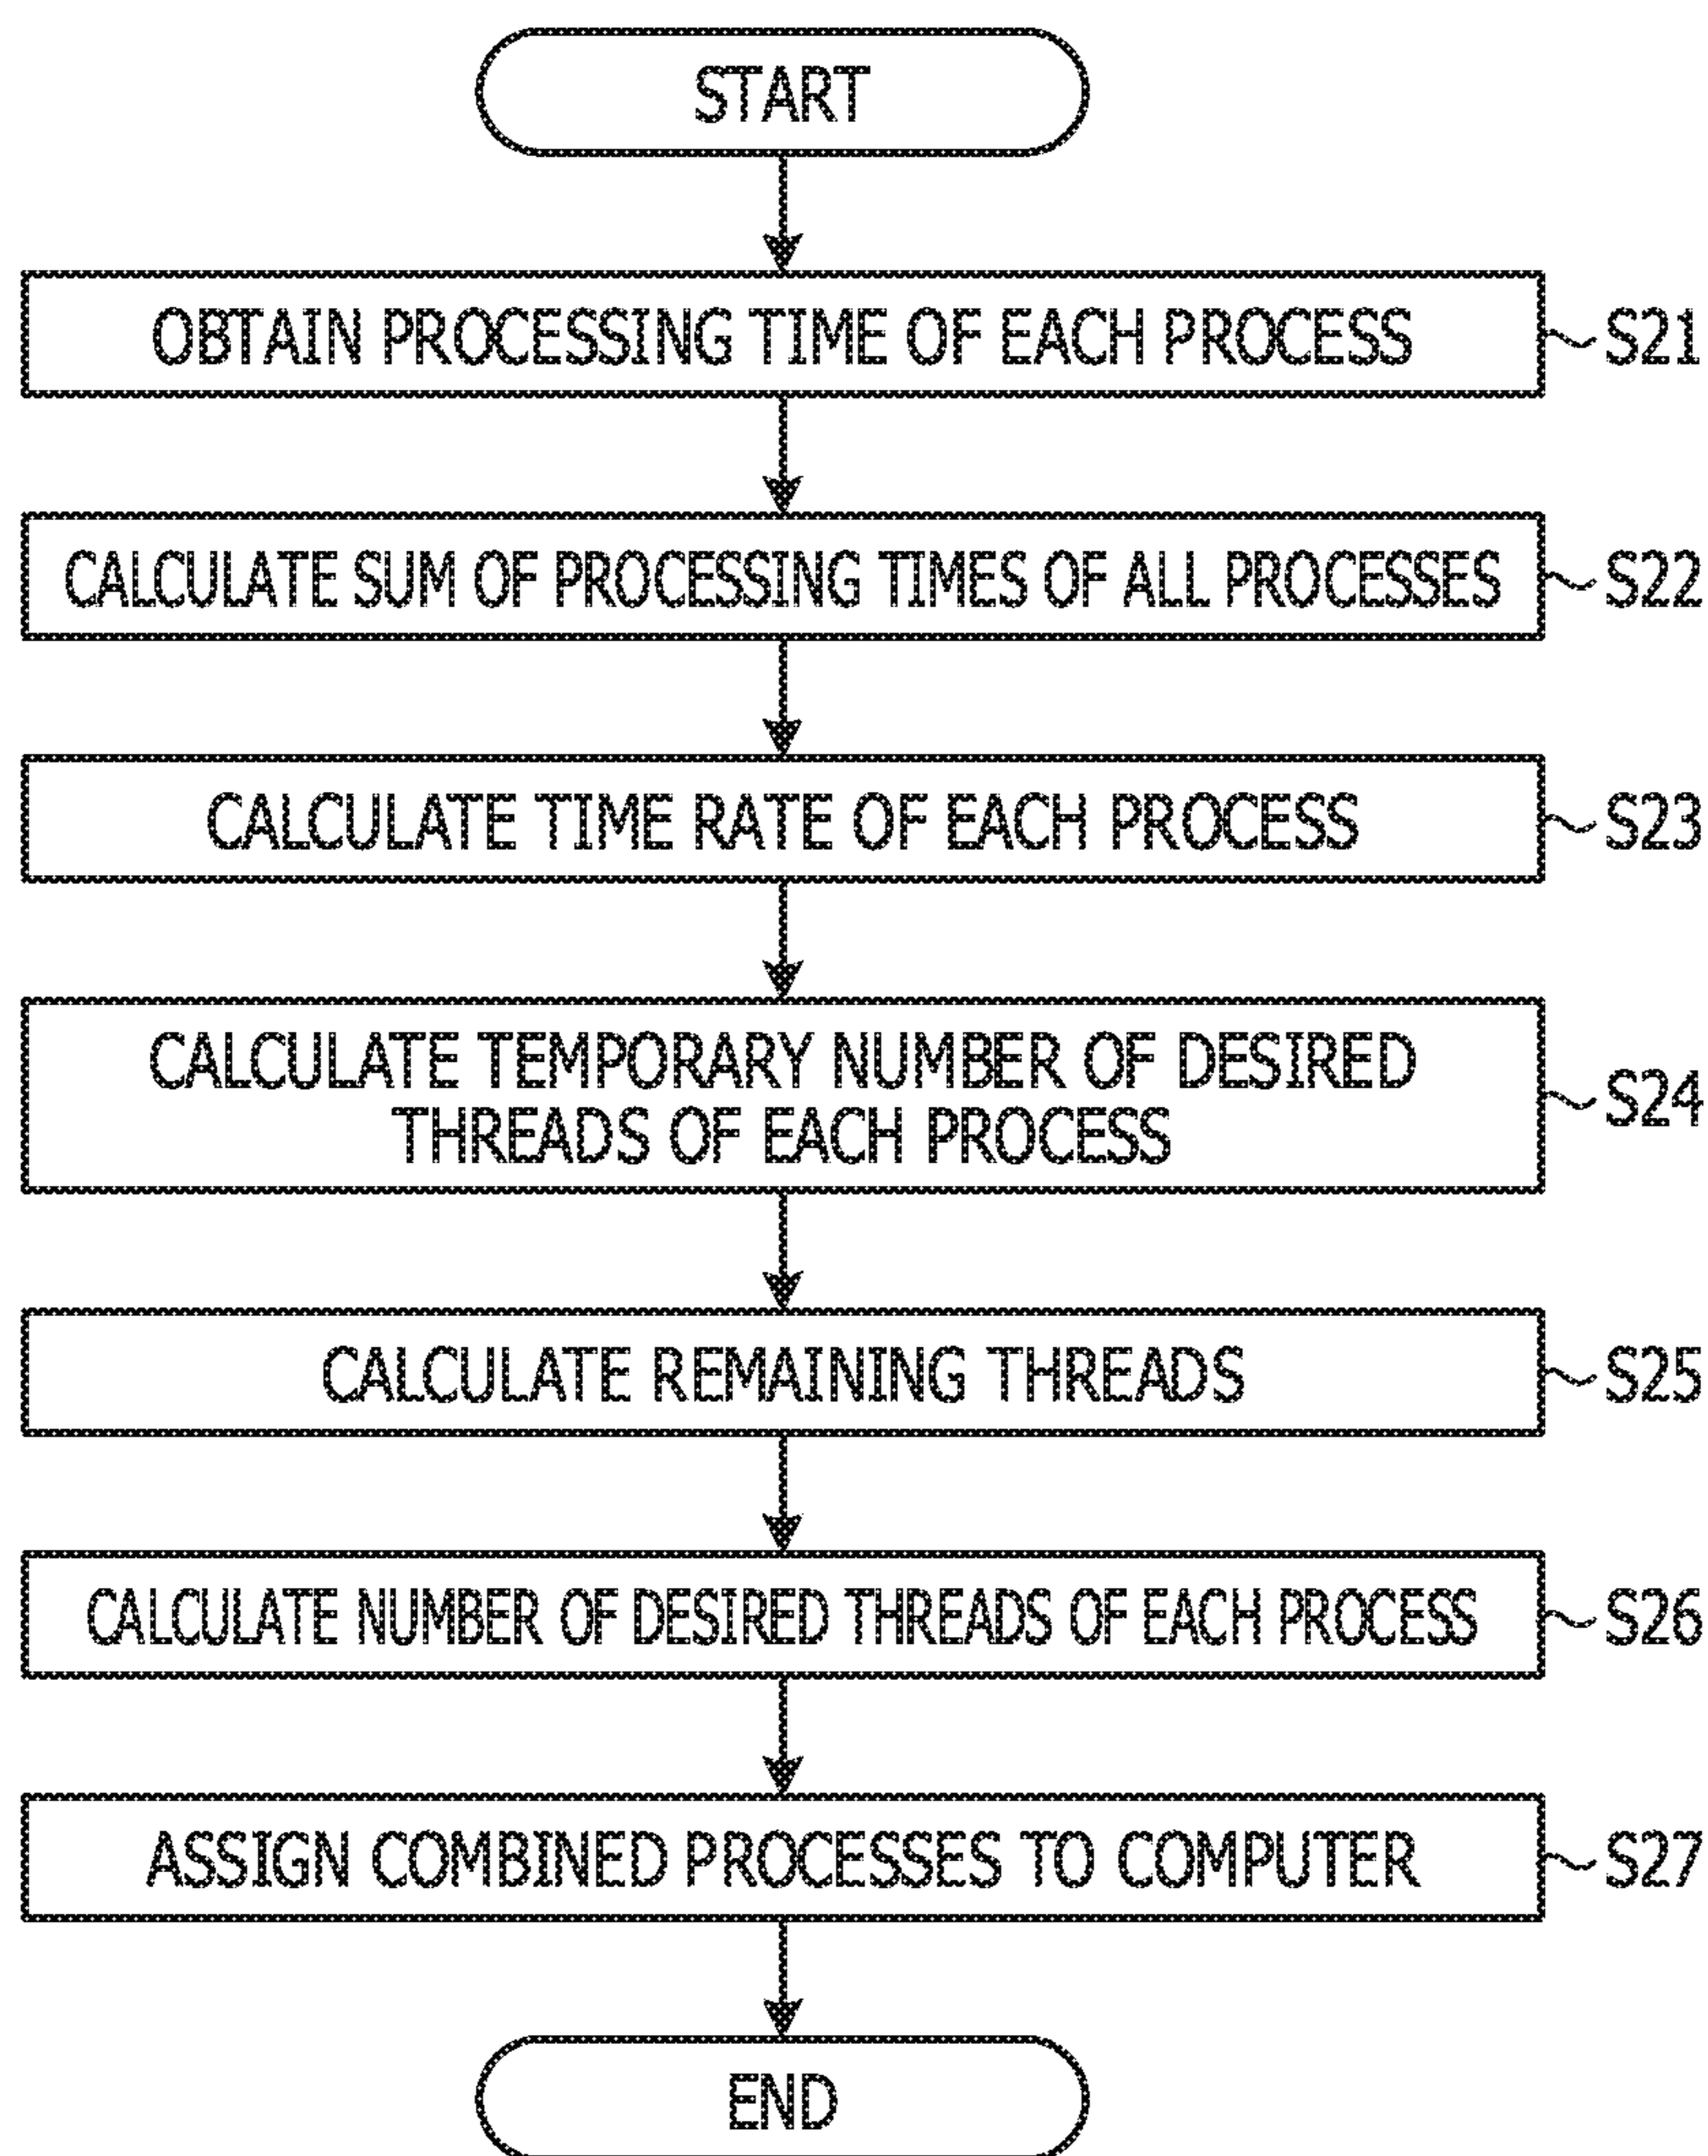 START
OBTAIN PROCESSING TIME OF EACH PROCESS
S21
CALCULATE SUM OF PROCESSING TIMES OF ALL PROCESSES
S22
CALCULATE TIME RATE OF EACH PROCESS
S23
CALCULATE TEMPORARY NUMBER OF DESIRED
THREADS OF EACH PROCESS
S24
CALCULATE REMAINING THREADS
S25
CALCULATE NUMBER OF DESIRED THREADS OF EACH PROCESS
S26
ASSIGN COMBINED PROCESSES TO COMPUTER
S27
END